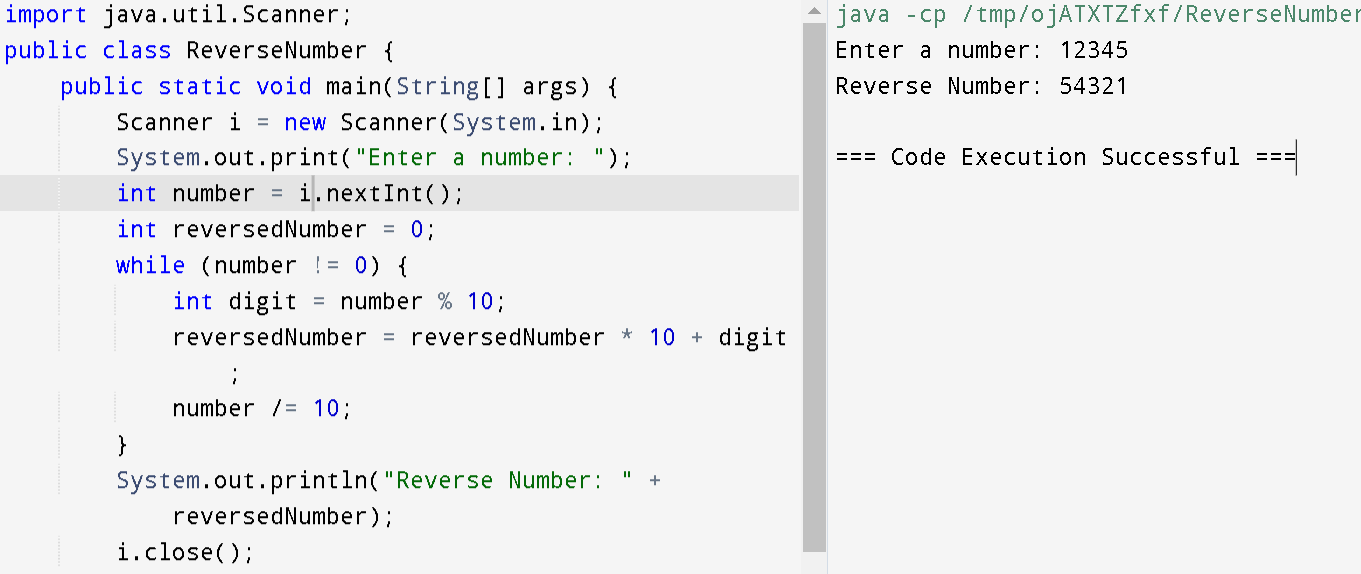 import java.util.Scanner;
public class ReverseNumber {
    public static void main(String[] args) {
        Scanner i = new Scanner(System.in);
        System.out.print("Enter a number: ");
        int number = i.nextInt();
        int reversedNumber = 0;
        while (number != 0) {
            int digit = number % 10;
            reversedNumber = reversedNumber * 10 + digit
                ;
            number /= 10;
        }
        System.out.println("Reverse Number: " +
            reversedNumber);
        i.close();
java -cp /tmp/ojATXTZfxf/ReverseNumber
Enter a number: 12345
Reverse Number: 54321
=== Code Execution Successful ===